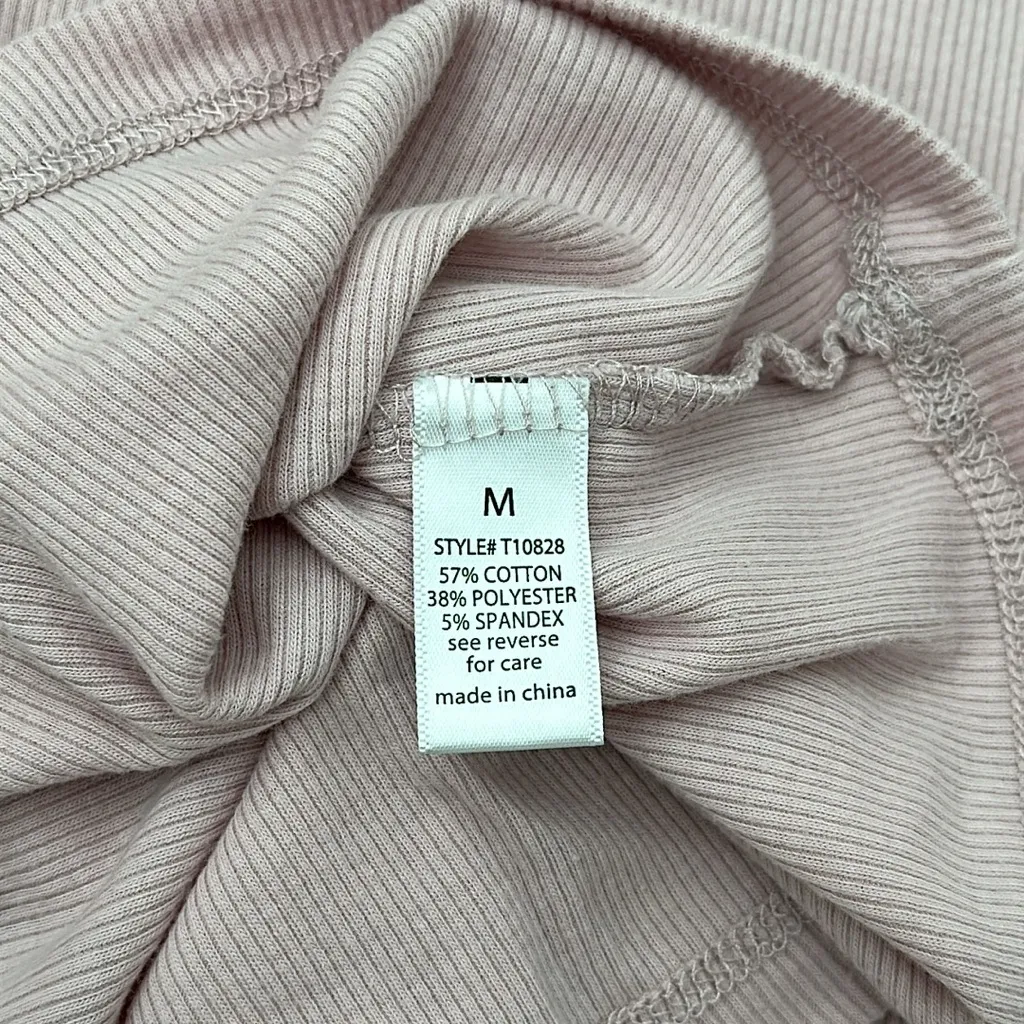 M
STYLE# T10828
57% COTTON
38% POLYESTER
5% SPANDEX
see reverse
for care
made in china